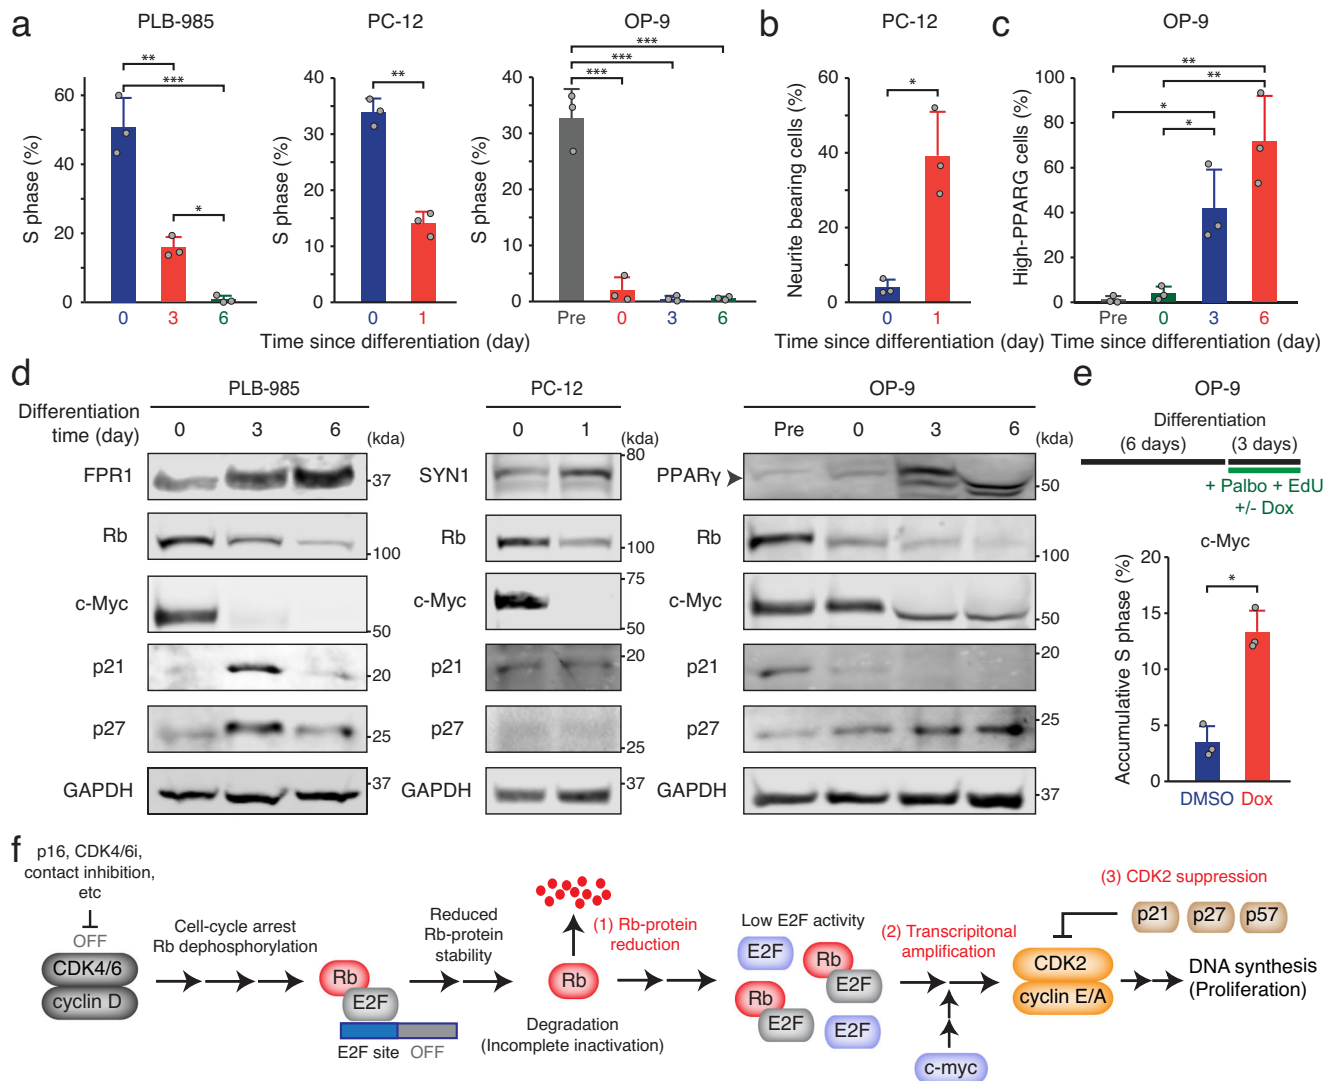 a
PLB-985
S phase (%)
60
40
20
0
**
***
*
0 3 6
PC-12
S phase (%)
40
30
20
10
0
**
0 1
OP-9
S phase (%)
40
30
20
10
0
***
***
***
Pre 0 3 6
Time since differentiation (day)
b
PC-12
Neurite bearing cells (%)
60
40
20
0
*
0 1
Time since differentiation (day)
c
OP-9
High-PPARG cells (%)
100
80
60
40
20
0
**
**
*
*
Pre 0 3 6
Time since differentiation (day)
d
PLB-985
Differentiation
time (day)
0 3 6 (kda)
FPR1 37
Rb 100
c-Myc 50
p21 20
p27 25
GAPDH 37
PC-12
0 1
SYN1 80
Rb 100
c-Myc 75
50
p21 20
p27 25
GAPDH 37
OP-9
Pre 0 3 6 (kda)
PPARγ 50
Rb 100
c-Myc 50
p21 20
p27 25
GAPDH 37
e
OP-9
Differentiation
(6 days) (3 days)
+ Palbo + EdU
+/- Dox
c-Myc
Accumulative S phase (%)
20
15
10
5
0
*
DMSO Dox
f
p16, CDK4/6i,
contact inhibition,
etc
OFF
CDK4/6
cyclin D
Cell-cycle arrest
Rb dephosphorylation
Rb
E2F
E2F site OFF
Reduced
Rb-protein
stability
(1) Rb-protein
reduction
Rb
Degradation
(Incomplete inactivation)
Low E2F activity
E2F
Rb
E2F
Rb
E2F
E2F
(2) Transcripitonal
amplification
c-myc
(3) CDK2 suppression
p21 p27 p57
CDK2
cyclin E/A
DNA synthesis
(Proliferation)